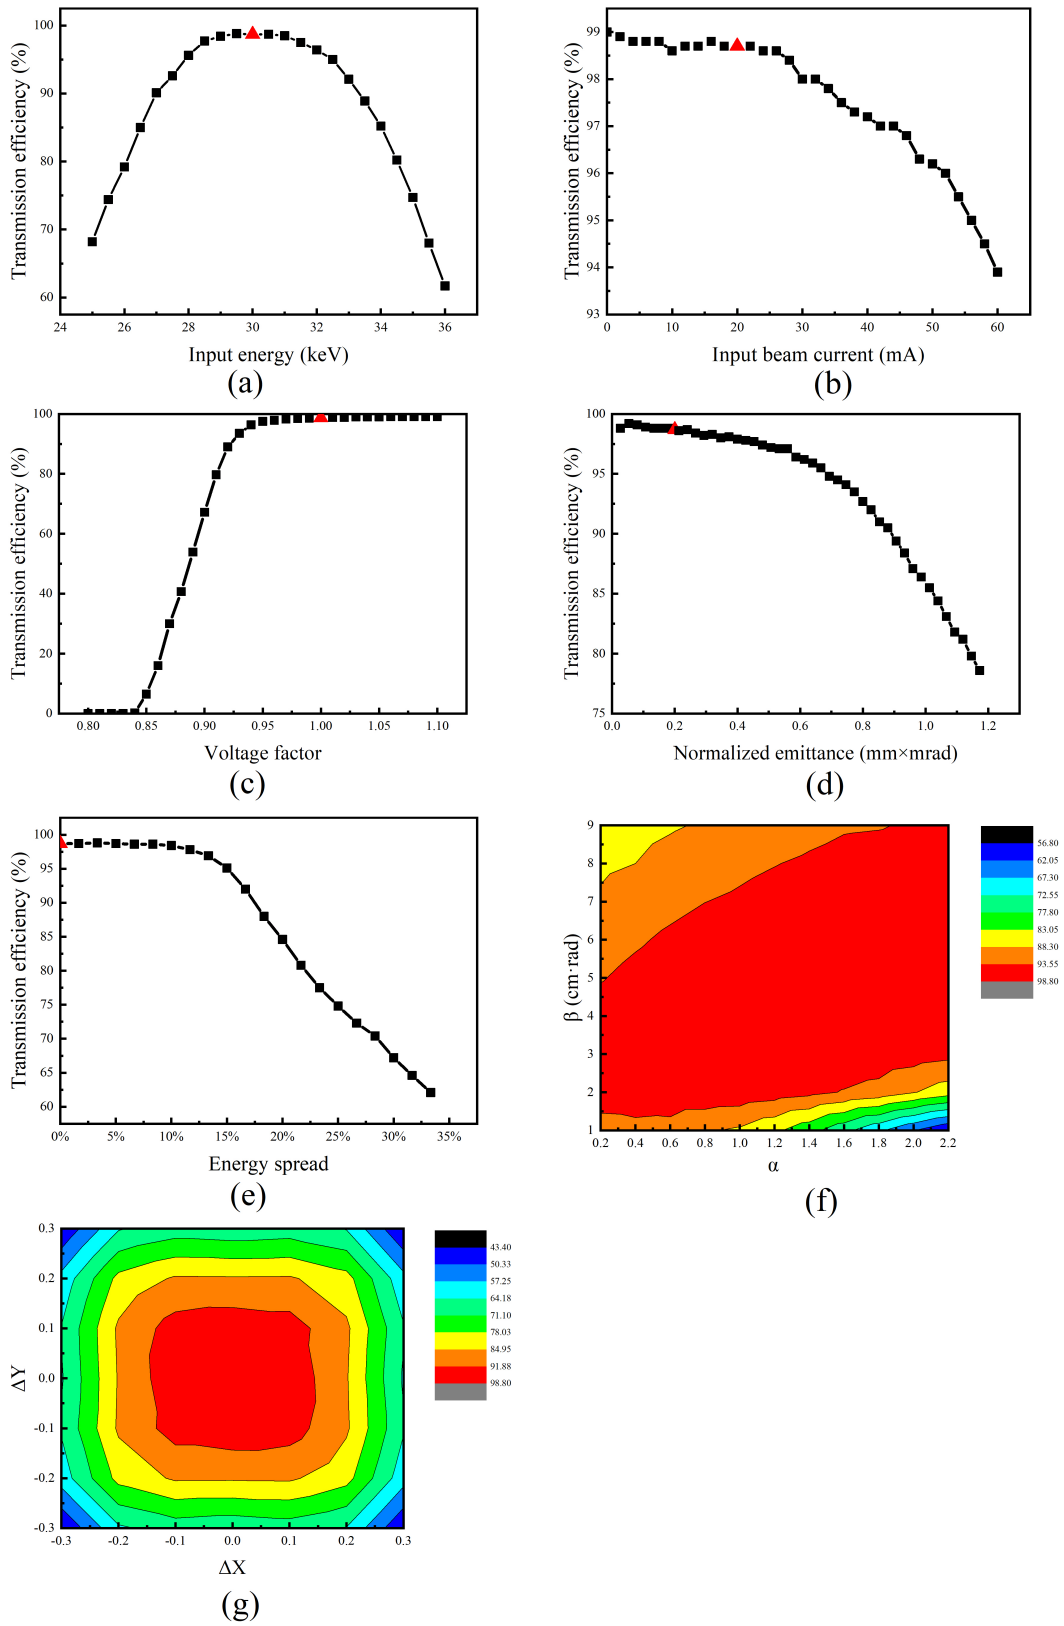 Transmission efficiency (%)
100
90
80
70
60
24 26 28 30 32 34 36
Input energy (keV)
(a)
Transmission efficiency (%)
99
98
97
96
95
94
93
0 10 20 30 40 50 60
Input beam current (mA)
(b)
Transmission efficiency (%)
100
80
60
40
20
0
0.80 0.85 0.90 0.95 1.00 1.05 1.10
Voltage factor
(c)
Transmission efficiency (%)
100
95
90
85
80
75
0.0 0.2 0.4 0.6 0.8 1.0 1.2
Normalized emittance (mm×mrad)
(d)
Transmission efficiency (%)
100
95
90
85
80
75
70
65
60
0% 5% 10% 15% 20% 25% 30% 35%
Energy spread
(e)
β (cm·rad)
9
8
7
6
5
4
3
2
1
0.2 0.4 0.6 0.8 1.0 1.2 1.4 1.6 1.8 2.0 2.2
α
56.80
62.05
67.30
72.55
77.80
83.05
88.30
93.55
98.80
(f)
ΔY
0.3
0.2
0.1
0.0
-0.1
-0.2
-0.3
-0.3 -0.2 -0.1 0.0 0.1 0.2 0.3
ΔX
43.40
50.33
57.25
64.18
71.10
78.03
84.95
91.88
98.80
(g)